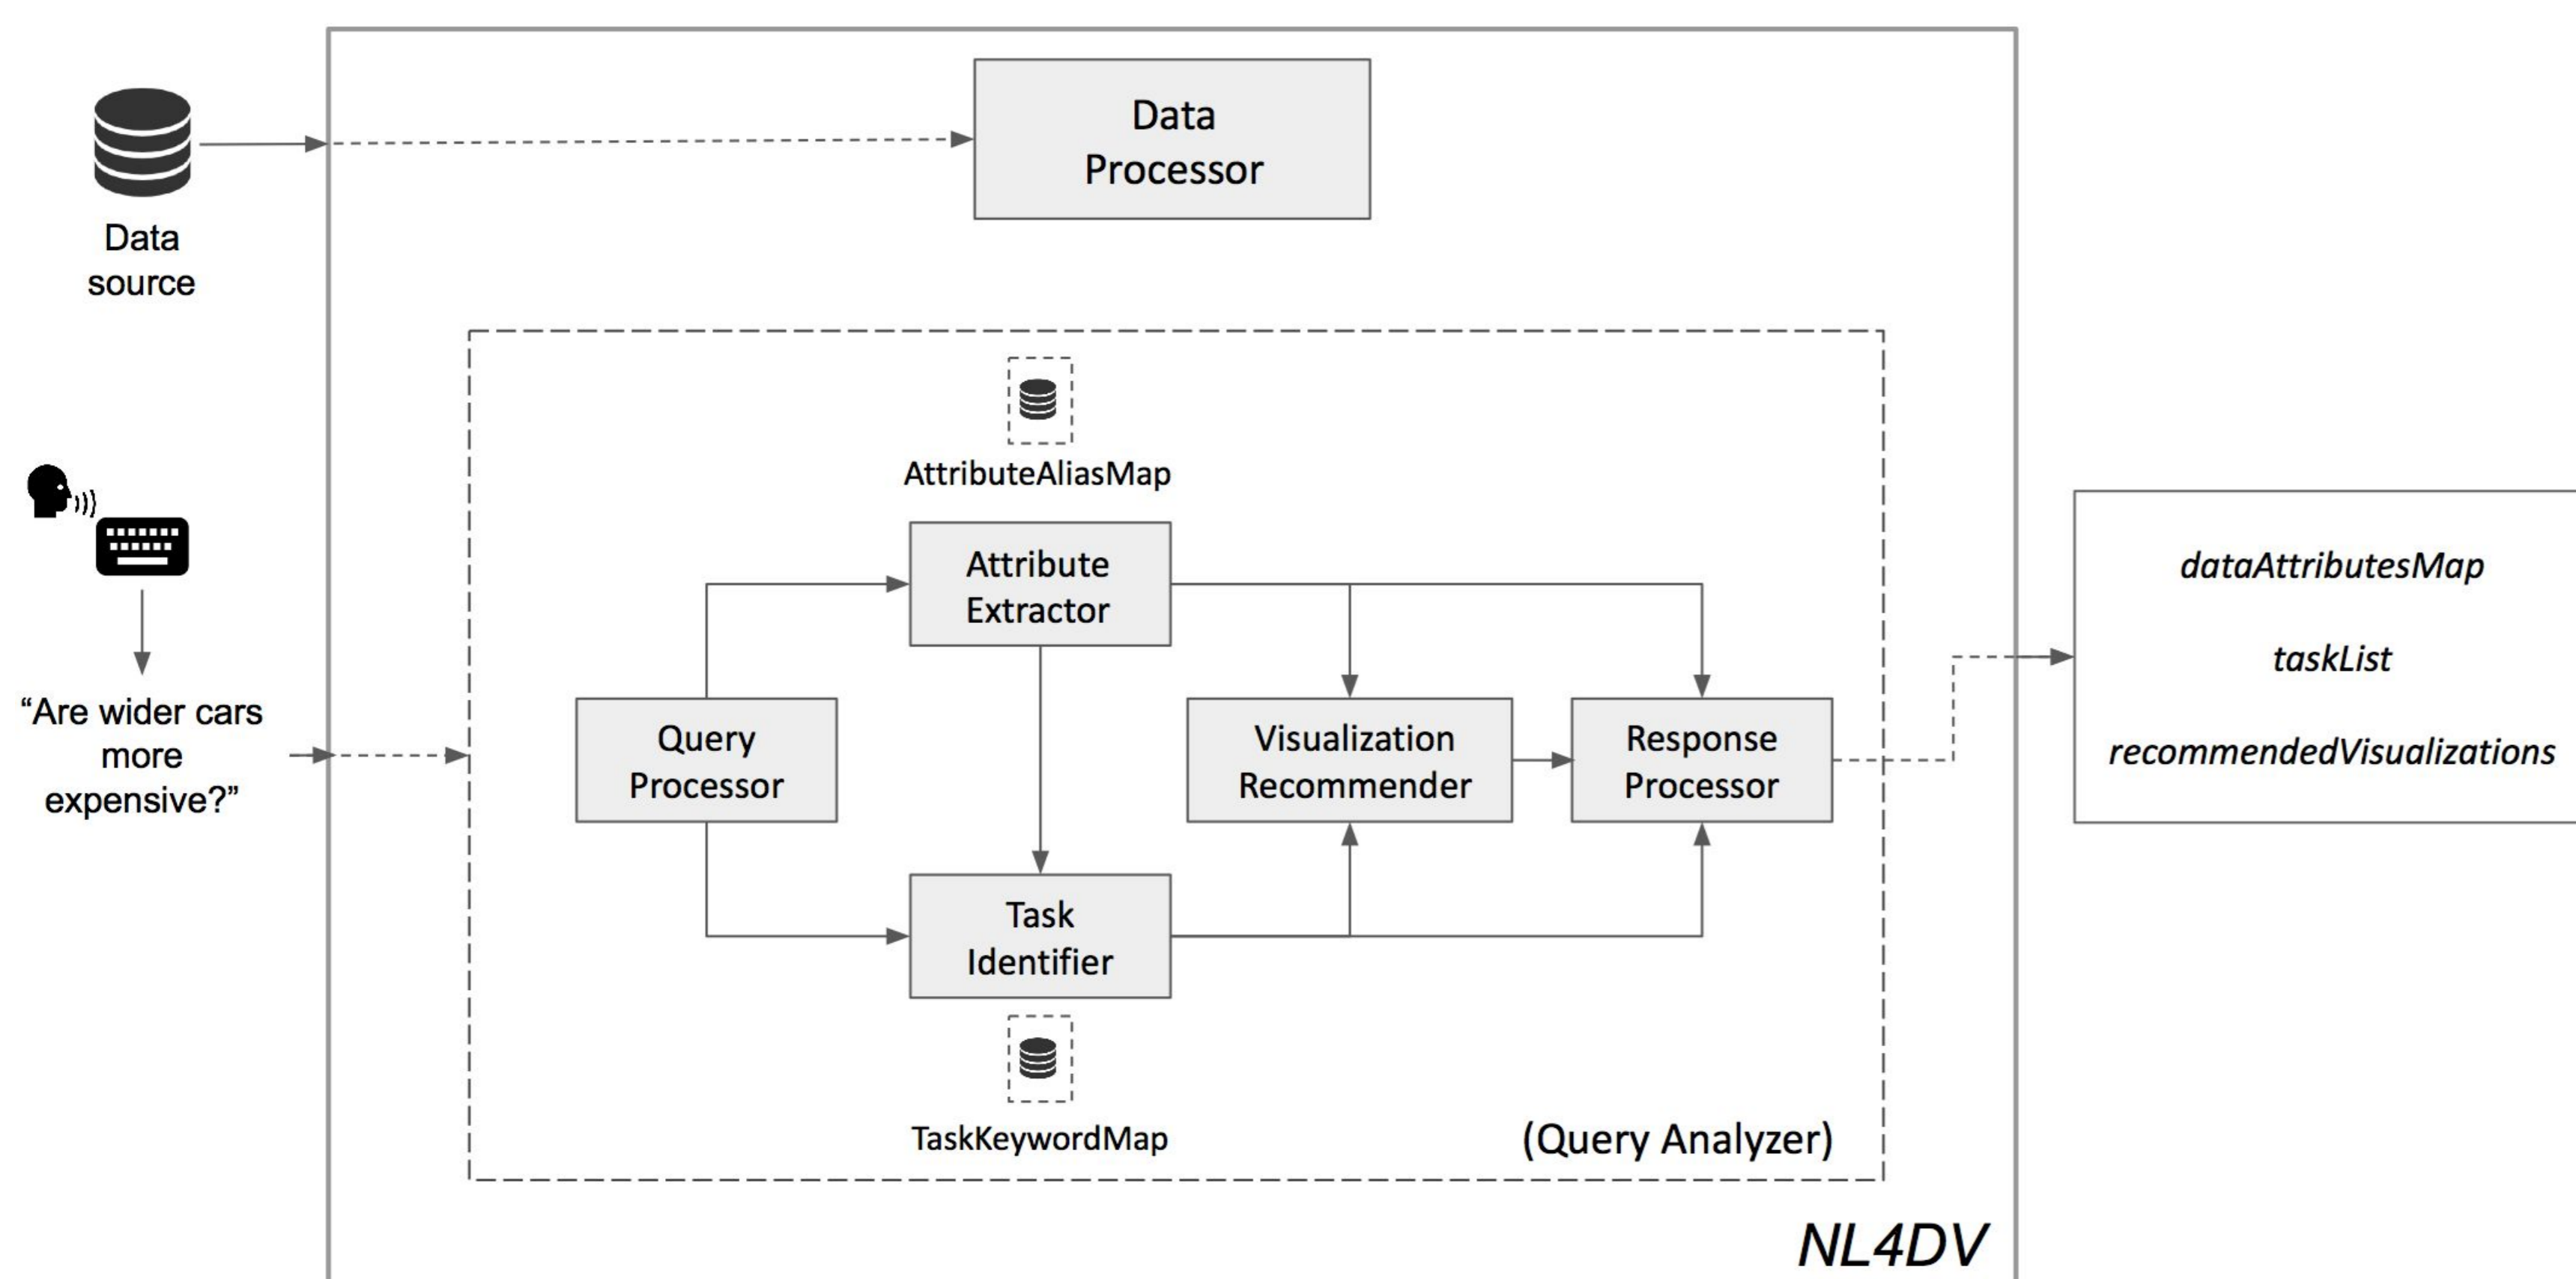 Data
Processor
Data
source
AttributeAliasMap
Attribute
Extractor
“Are wider cars
more
expensive?”
Query
Processor
Visualization
Recommender
Response
Processor
Task
Identifier
TaskKeywordMap
(Query Analyzer)
NL4DV
dataAttributesMap
taskList
recommendedVisualizations